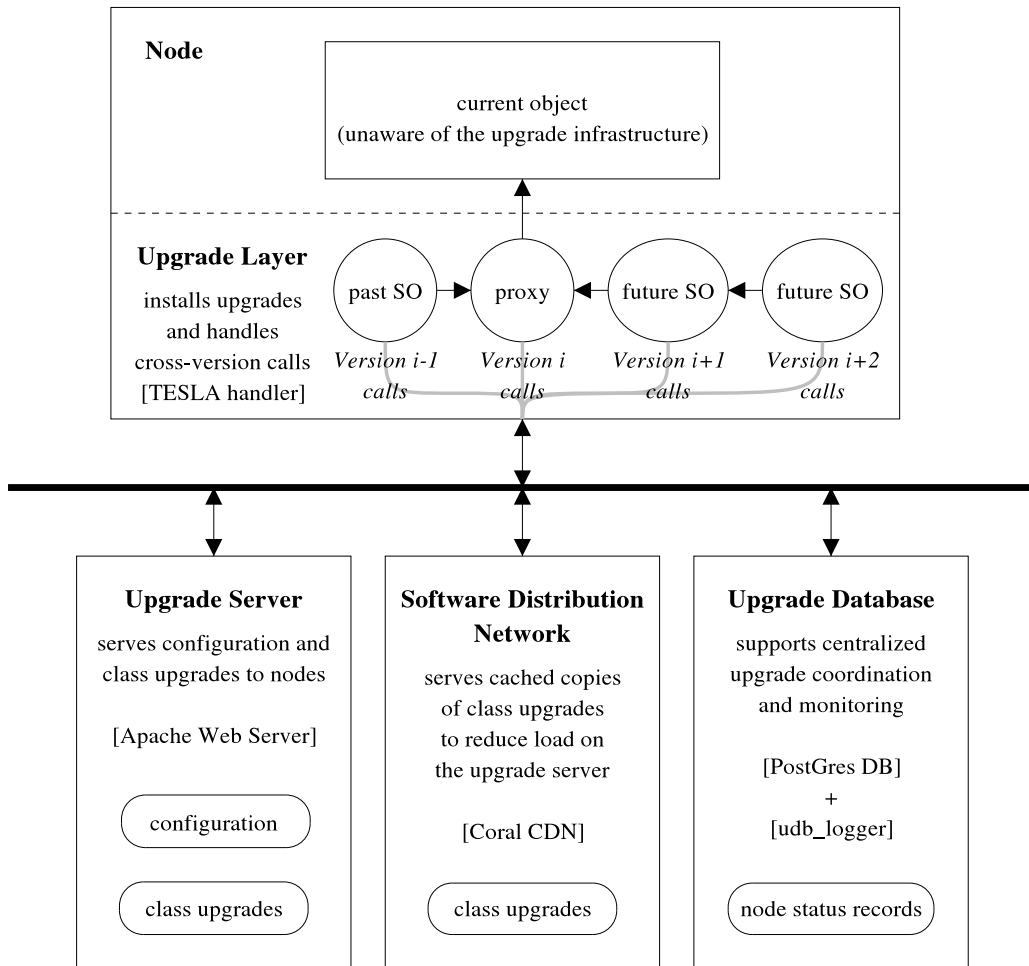 Node
current object
(unaware of the upgrade infrastructure)
Upgrade Layer
installs upgrades
and handles
cross-version calls
[TESLA handler]
past SO
proxy
future SO
future SO
Version i-1
calls
Version i
calls
Version i+1
calls
Version i+2
calls
Upgrade Server
serves configuration and
class upgrades to nodes
[Apache Web Server]
configuration
class upgrades
Software Distribution
Network
serves cached copies
of class upgrades
to reduce load on
the upgrade server
[Coral CDN]
class upgrades
Upgrade Database
supports centralized
upgrade coordination
and monitoring
[PostGres DB]
+
[udb_logger]
node status records